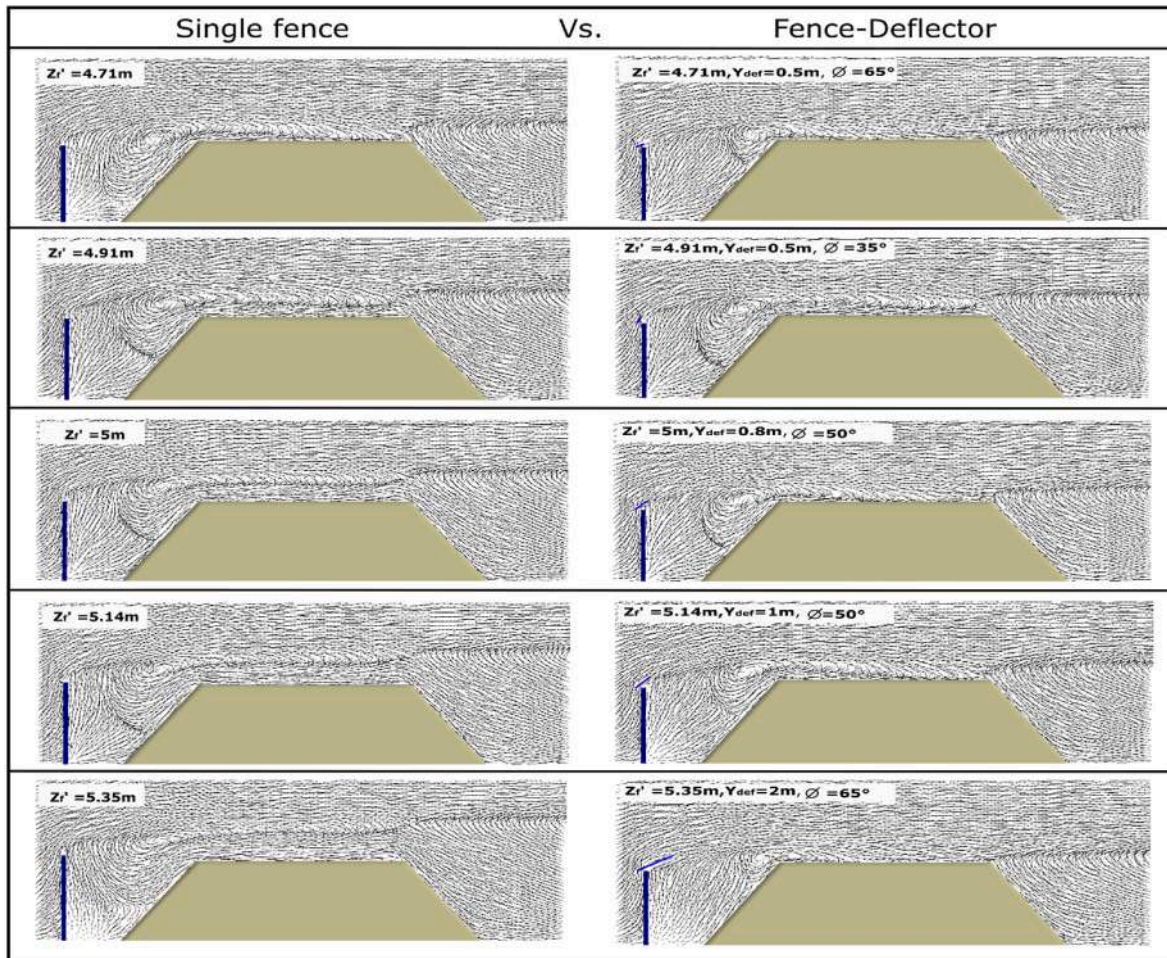 Single fence Vs. Fence-Deflector
Zr' =4.71m
Zr' =4.71m,Ydef=0.5m, Ø=65°
Zr' =4.91m
Zr' =4.91m,Ydef=0.5m, Ø=35°
Zr' =5m
Zr' =5m,Ydef=0.8m, Ø=50°
Zr' =5.14m
Zr' =5.14m,Ydef=1m, Ø=50°
Zr' =5.35m
Zr' =5.35m,Ydef=2m, Ø=65°